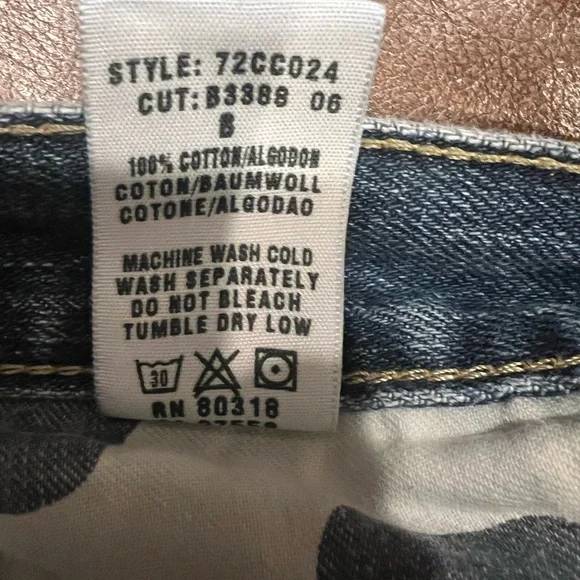 STYLE: 72CC024
CUT: B3388 06
B
100% COTTON/ALGODON
COTON/BAUMWOLL
COTONE/ALGODAO
MACHINE WASH COLD
WASH SEPARATELY
DO NOT BLEACH
TUMBLE DRY LOW
30
RN 80318